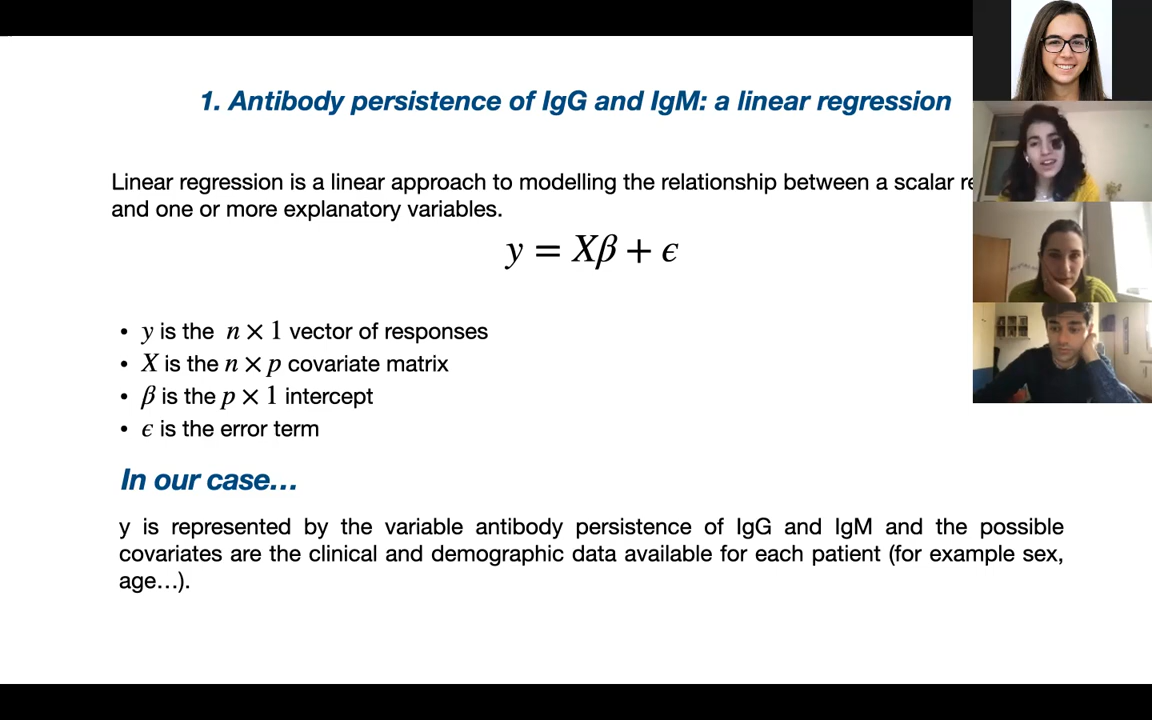 1. Antibody persistence of IgG and IgM: a linear regression
Linear regression is a linear approach to modelling the relationship between a scalar
and one or more explanatory variables.
y = Xβ + ϵ
• y is the n × 1 vector of responses
• X is the n × p covariate matrix
• β is the p × 1 intercept
• ϵ is the error term
In our case…
y is represented by the variable antibody persistence of IgG and IgM and the possible
covariates are the clinical and demographic data available for each patient (for example sex,
age…).